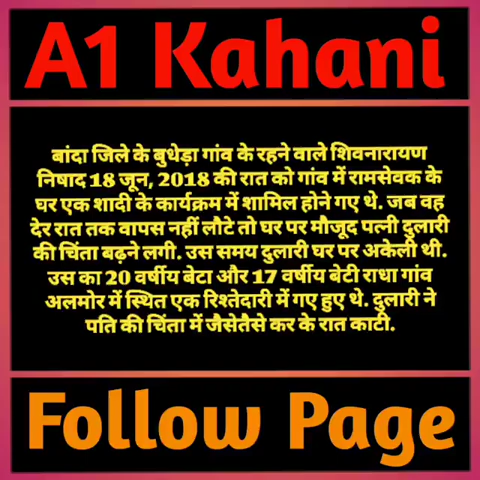 A1 Kahani
बांदा जिले के बुधेड़ा गांव के रहने वाले शिवनारायण
निषाद 18 जून, 2018 की रात को गांव में रामसेवक के
घर एक शादी के कार्यक्रम में शामिल होने गए थे. जब वह
देर रात तक वापस नहीं लौटे तो घर पर मौजूद पत्नी दुलारी
की चिंता बढ़ने लगी. उस समय दुलारी घर पर अकेली थी.
उस का 20 वर्षीय बेटा और 17 वर्षीय बेटी राधा गांव
अलमोर में स्थित एक रिश्तेदारी में गए हुए थे. दुलारी ने
पति की चिंता में जैसेतैसे कर के रात काटी.
Follow Page